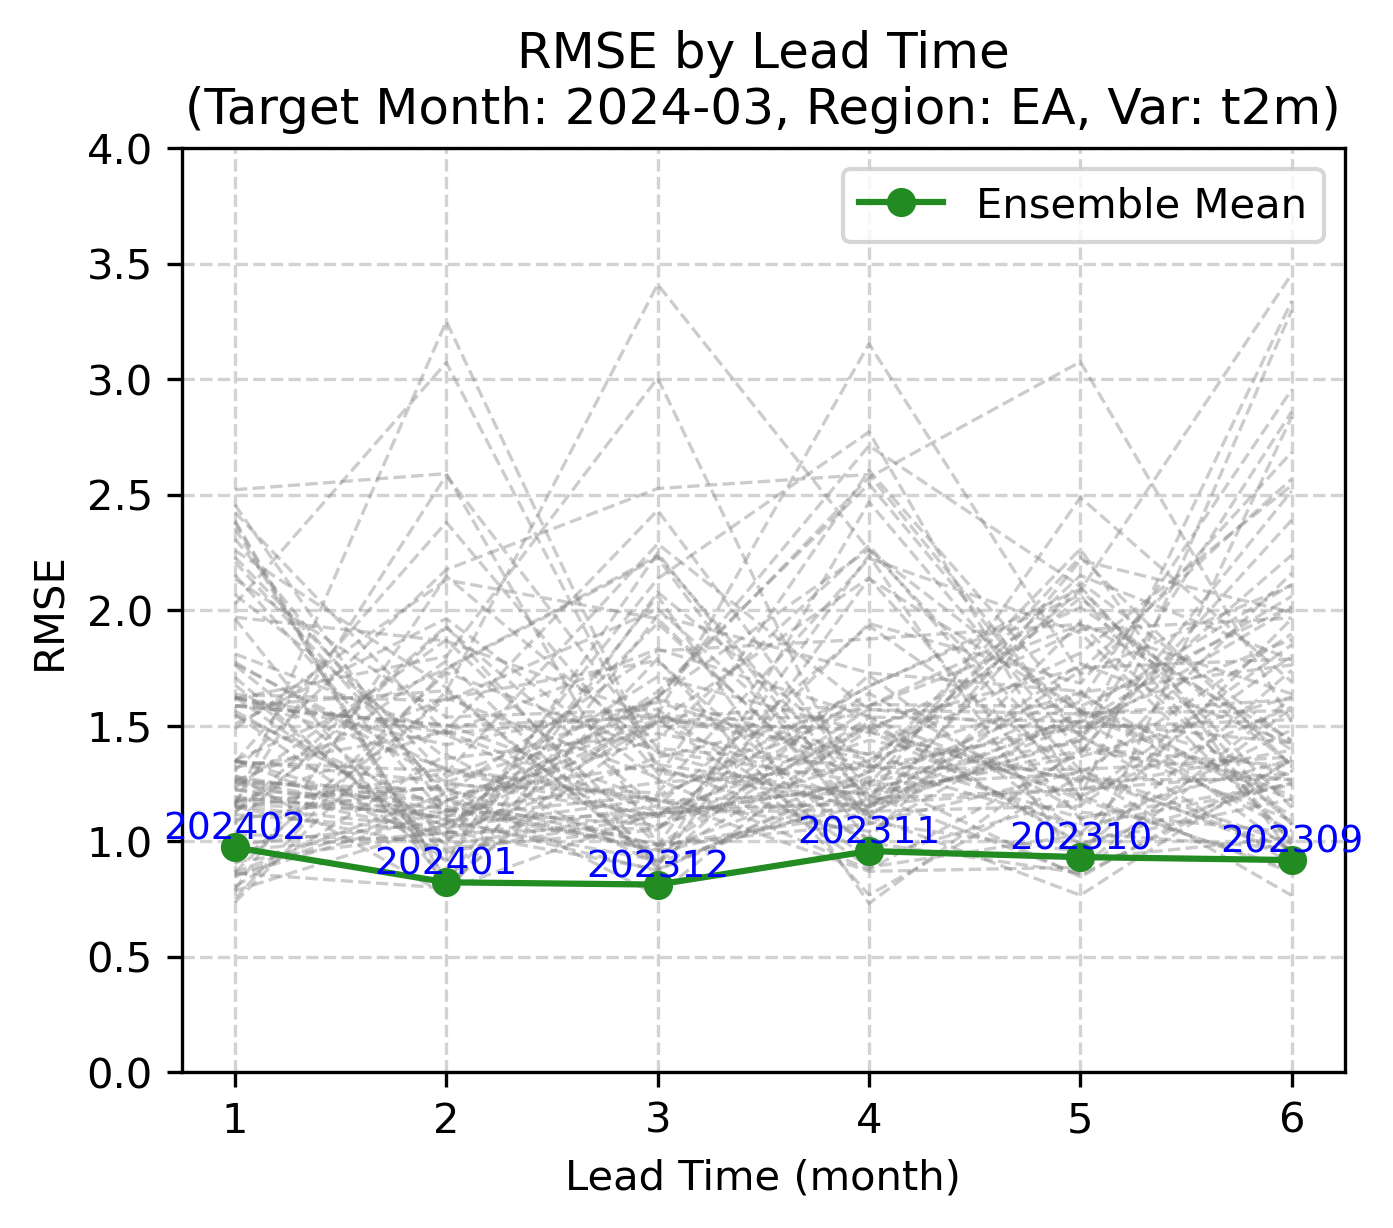 RMSE by Lead Time
(Target Month: 2024-03, Region: EA, Var: t2m)
4.0
3.5
3.0
2.5
2.0
1.5
1.0
0.5
0.0
RMSE
Ensemble Mean
202402
202401
202312
202311
202310
202309
1 2 3 4 5 6
Lead Time (month)